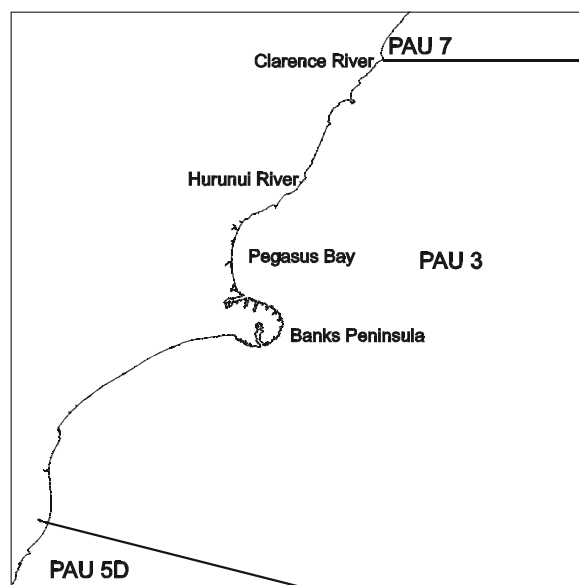 PAU 7
Clarence River
Hurunui River
Pegasus Bay
PAU 3
Banks Peninsula
PAU 5D